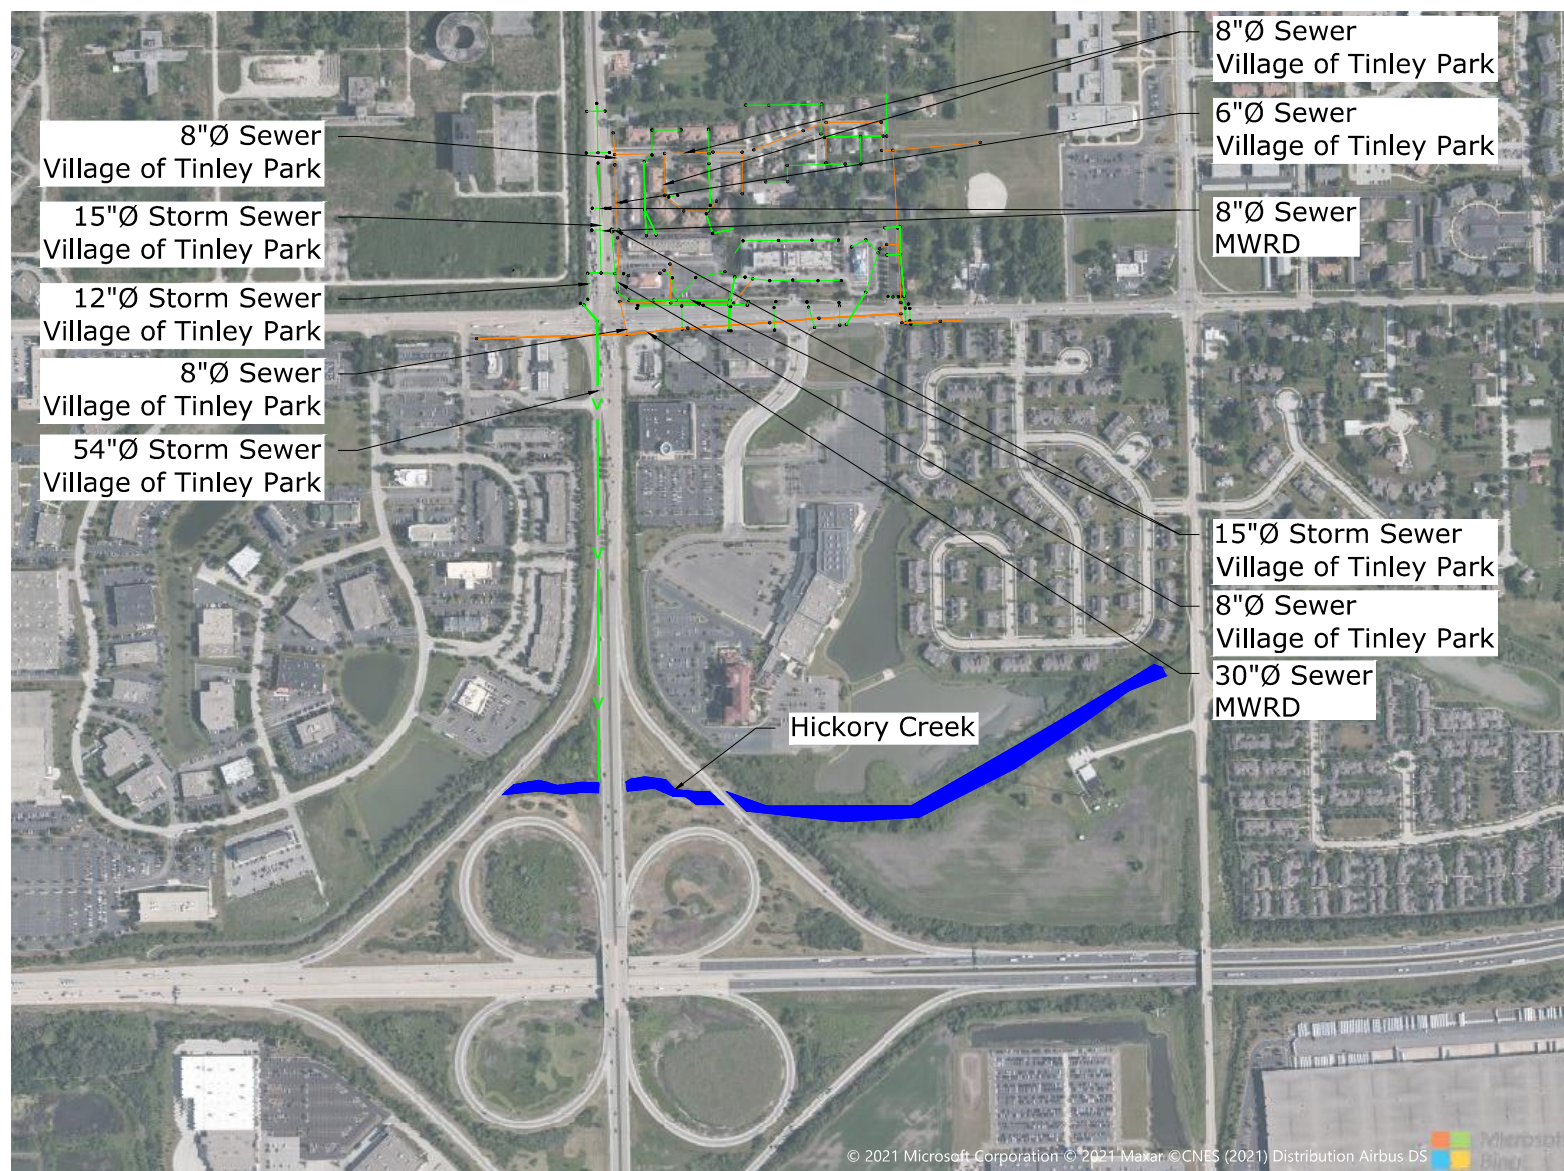 8"Ø Sewer
Village of Tinley Park
15"Ø Storm Sewer
Village of Tinley Park
12"Ø Storm Sewer
Village of Tinley Park
8"Ø Sewer
Village of Tinley Park
54"Ø Storm Sewer
Village of Tinley Park
8"Ø Sewer
Village of Tinley Park
6"Ø Sewer
Village of Tinley Park
8"Ø Sewer
MWRD
15"Ø Storm Sewer
Village of Tinley Park
8"Ø Sewer
Village of Tinley Park
30"Ø Sewer
MWRD
Hickory Creek
© 2021 Microsoft Corporation © 2021 Maxar ©CNES (2021) Distribution Airbus DS
Microsoft
Bing